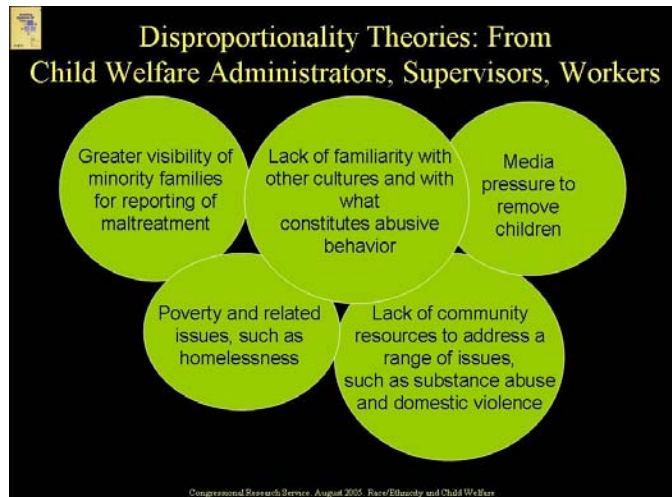 Disproportionality Theories: From
Child Welfare Administrators, Supervisors, Workers
Greater visibility of
minority families
for reporting of
maltreatment
Lack of familiarity with
other cultures and with
what
constitutes abusive
behavior
Media
pressure to
remove
children
Poverty and related
issues, such as
homelessness
Lack of community
resources to address a
range of issues,
such as substance abuse
and domestic violence
Congressional Research Service. August 2005. Race/Ethnicity and Child Welfare